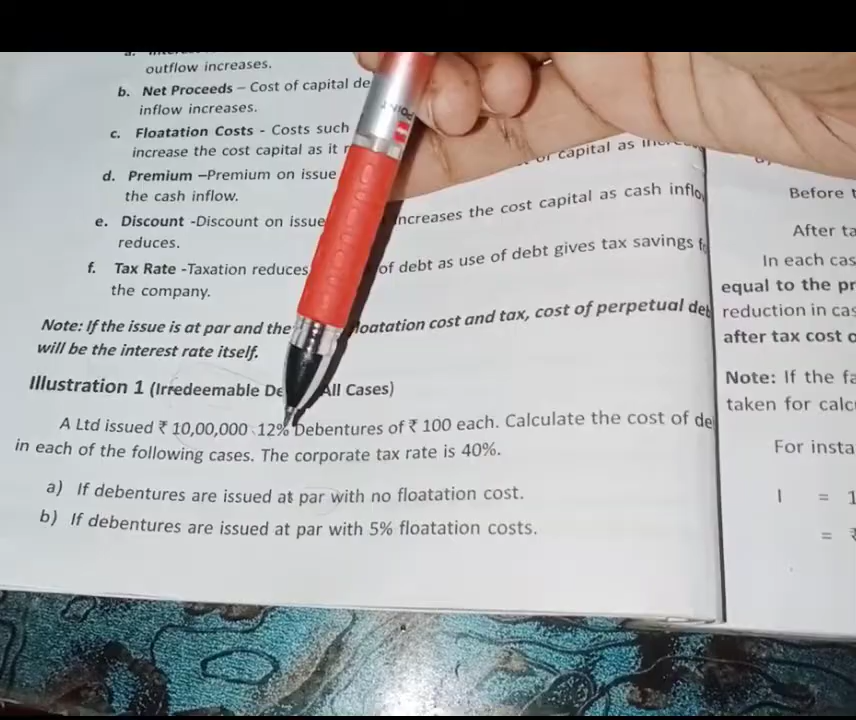 outflow increases.
b. Net Proceeds – Cost of capital de
inflow increases.
c. Floatation Costs - Costs such
increase the cost capital as it
capital as
d. Premium –Premium on issue
the cash inflow.
e. Discount -Discount on issue increases the cost capital as cash inflo
reduces.
f. Tax Rate -Taxation reduces of debt as use of debt gives tax savings
the company.
Note: If the issue is at par and the floatation cost and tax, cost of perpetual deb
will be the interest rate itself.
Illustration 1 (Irredeemable De All Cases)
A Ltd issued ₹ 10,00,000 12% Debentures of ₹ 100 each. Calculate the cost of de
in each of the following cases. The corporate tax rate is 40%.
a) If debentures are issued at par with no floatation cost.
b) If debentures are issued at par with 5% floatation costs.
Before
After ta
In each cas
equal to the pr
reduction in cas
after tax cost o
Note: If the fa
taken for calc
For insta
I = 1
= ₹